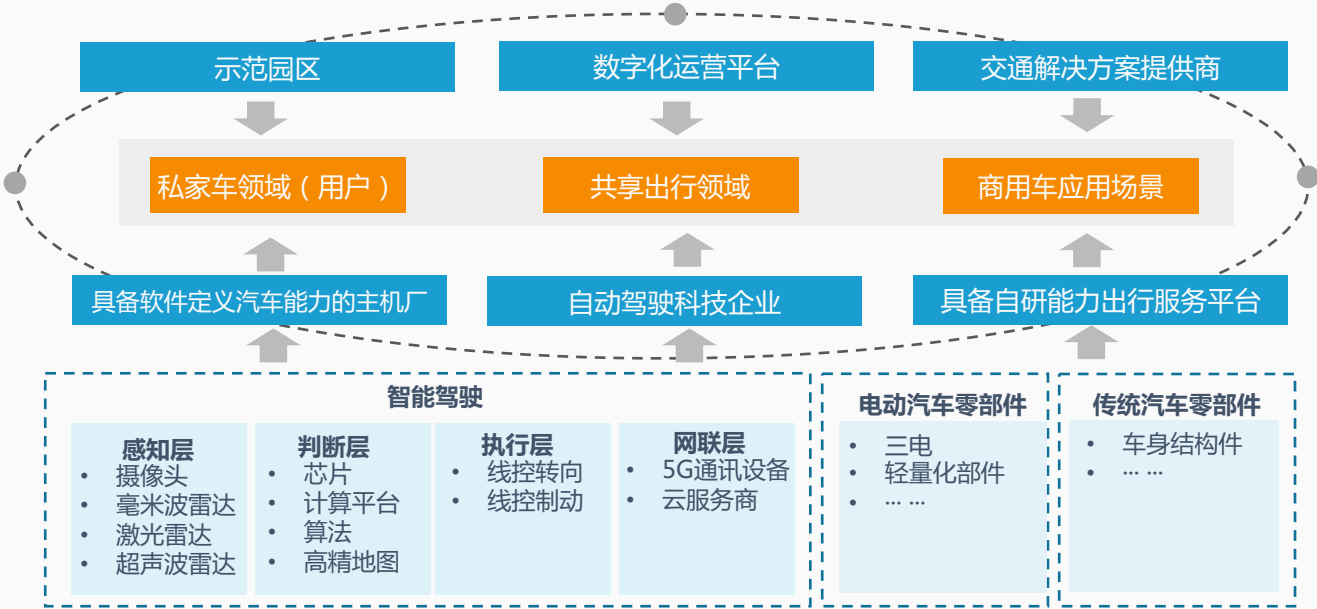 示范园区
数字化运营平台
交通解决方案提供商
私家车领域（用户）
共享出行领域
商用车应用场景
具备软件定义汽车能力的主机厂
自动驾驶科技企业
具备自研能力出行服务平台
智能驾驶
感知层
• 摄像头
• 毫米波雷达
• 激光雷达
• 超声波雷达
判断层
• 芯片
• 计算平台
• 算法
• 高精地图
执行层
• 线控转向
• 线控制动
网联层
• 5G通讯设备
• 云服务商
电动汽车零部件
• 三电
• 轻量化部件
• … …
传统汽车零部件
• 车身结构件
• … …